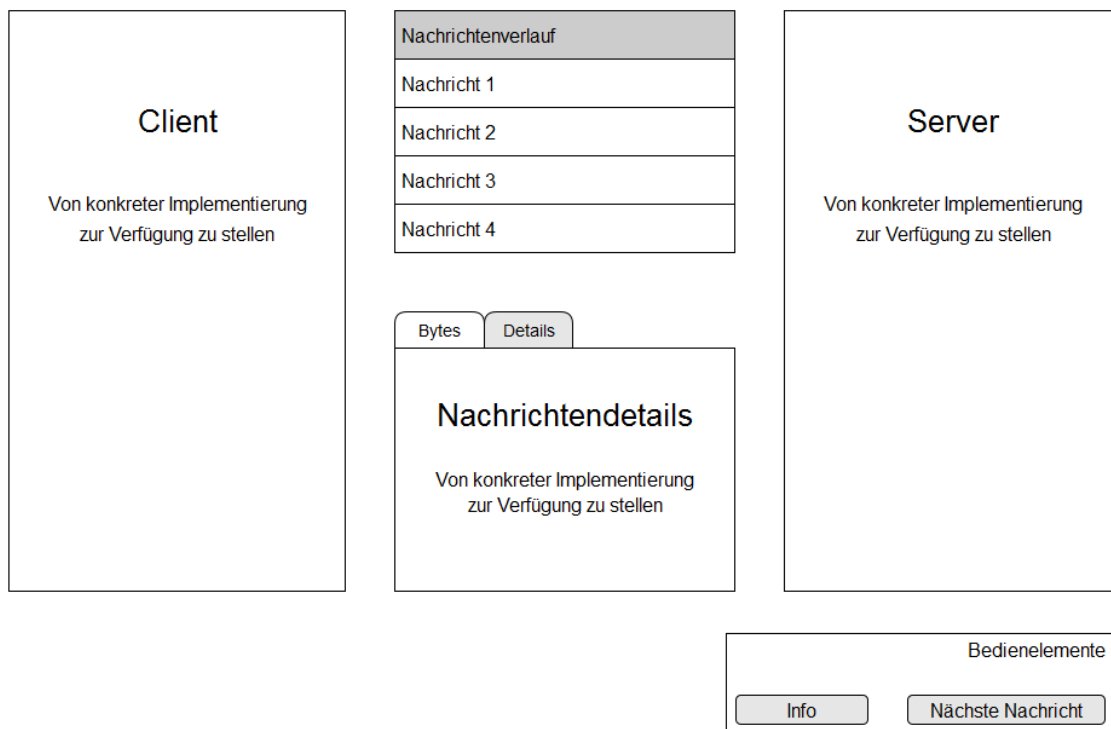 Client
Von konkreter Implementierung
zur Verfügung zu stellen
Nachrichtenverlauf
Nachricht 1
Nachricht 2
Nachricht 3
Nachricht 4
Bytes
Details
Nachrichtendetails
Von konkreter Implementierung
zur Verfügung zu stellen
Server
Von konkreter Implementierung
zur Verfügung zu stellen
Bedienelemente
Info
Nächste Nachricht